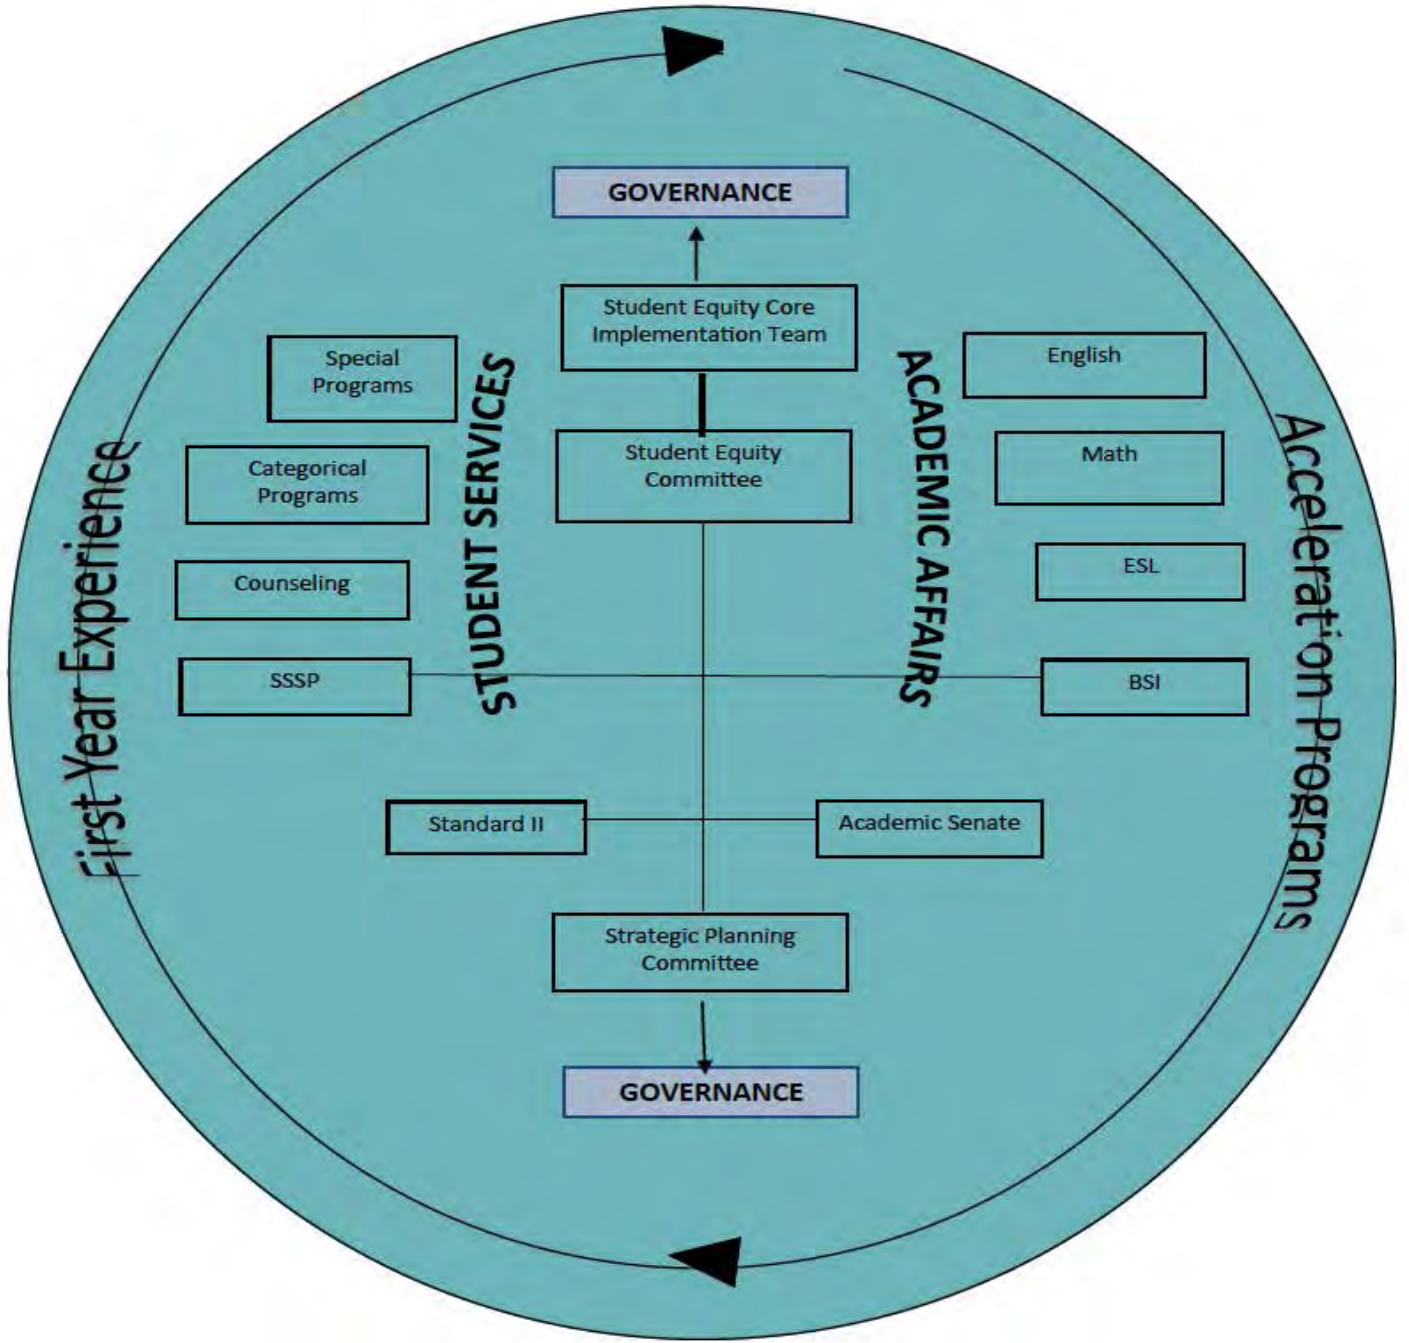 GOVERNANCE
Student Equity Core
Implementation Team
Student Equity
Committee
STUDENT SERVICES
ACADEMIC AFFAIRS
Special
Programs
Categorical
Programs
Counseling
SSSP
English
Math
ESL
BSI
First Year Experience
Acceleration Programs
Standard II
Academic Senate
Strategic Planning
Committee
GOVERNANCE